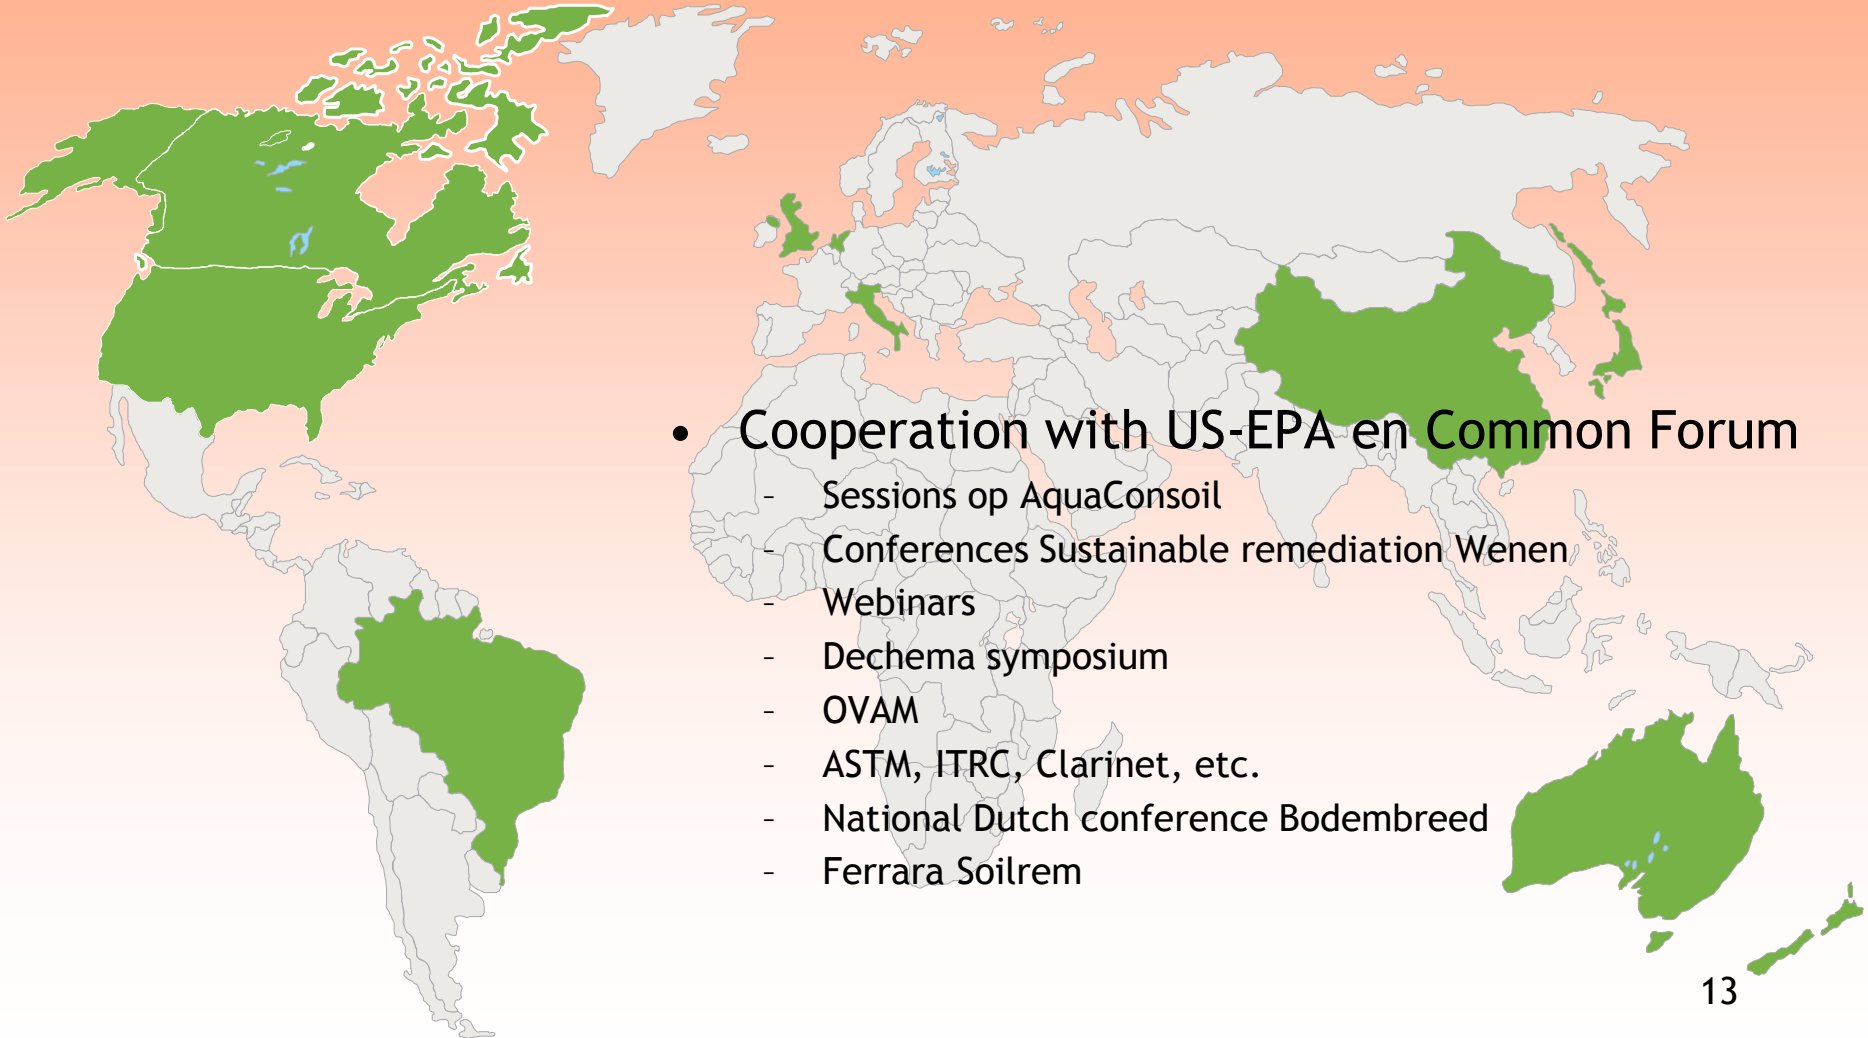 • Cooperation with US-EPA en Common Forum
– Sessions op AquaConsoil
– Conferences Sustainable remediation Wenen
– Webinars
– Dechema symposium
– OVAM
– ASTM, ITRC, Clarinet, etc.
– National Dutch conference Bodembreed
– Ferrara Soilrem
13